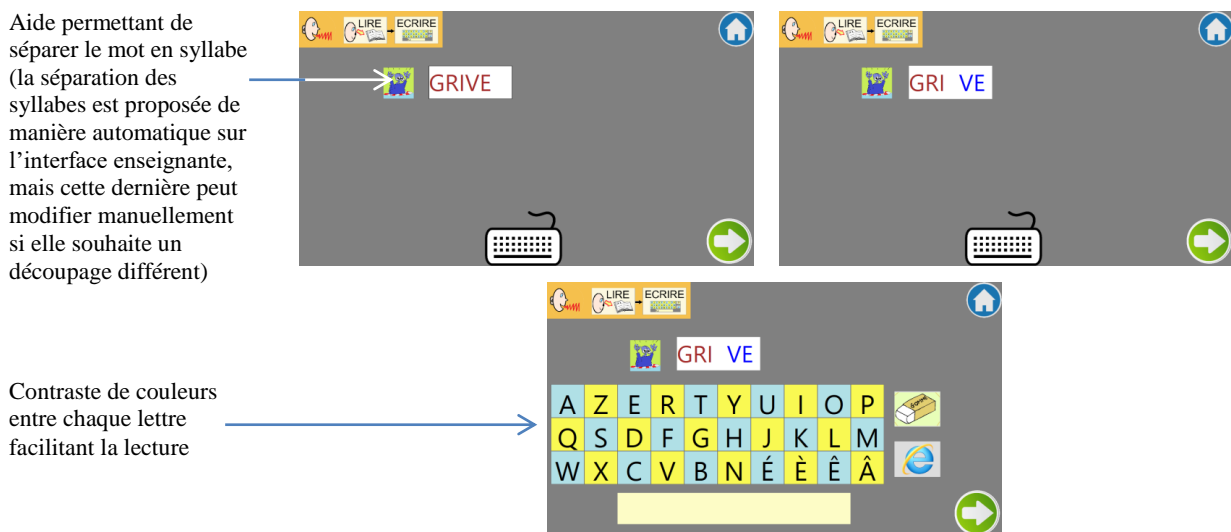 Aide permettant de
séparer le mot en syllabe
(la séparation des
syllabes est proposée de
manière automatique sur
l'interface enseignante,
mais cette dernière peut
modifier manuellement
si elle souhaite un
découpage différent)
LIRE ECRIRE
GRIVE
LIRE ECRIRE
GRI VE
Contraste de couleurs
entre chaque lettre
facilitant la lecture
LIRE ECRIRE
GRI VE
A Z E R T Y U I O P
Q S D F G H J K L M
W X C V B N É È Ê Â